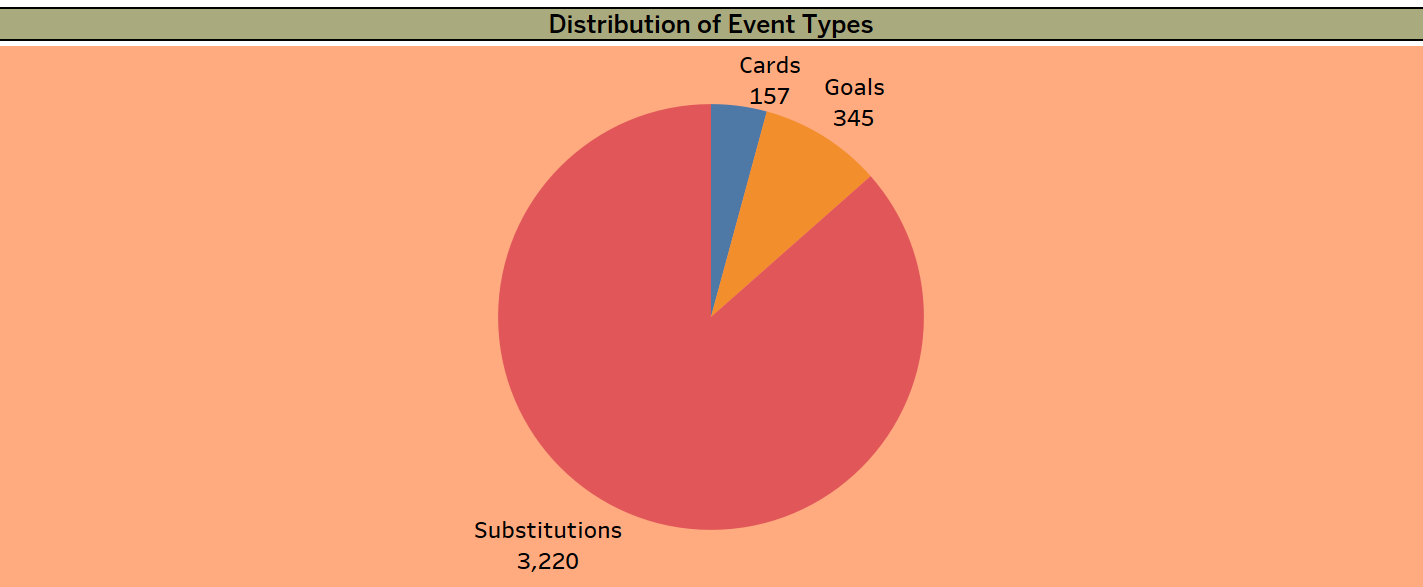 Distribution of Event Types
Cards
157
Goals
345
Substitutions
3,220